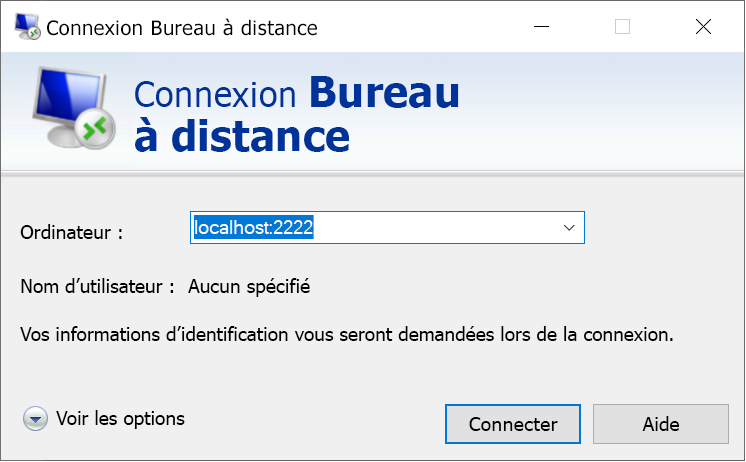 Connexion Bureau à distance
Connexion Bureau
à distance
Ordinateur :
localhost:2222
Nom d’utilisateur : Aucun spécifié
Vos informations d’identification vous seront demandées lors de la connexion.
Voir les options
Connecter
Aide